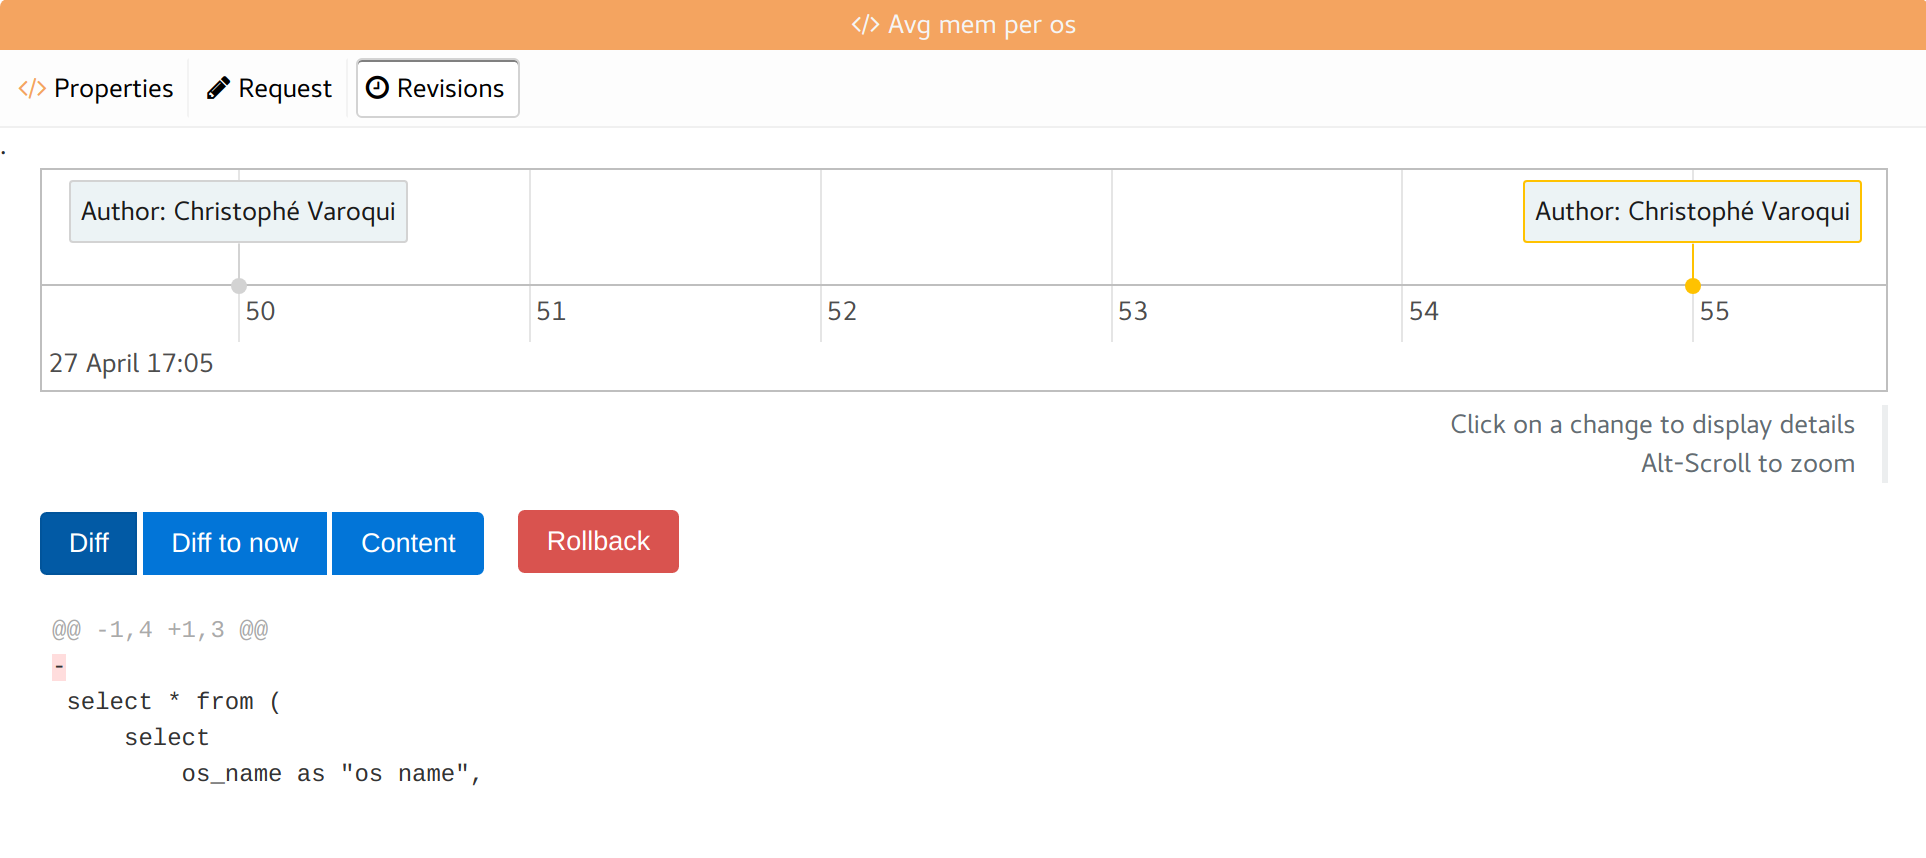 </> Avg mem per os
</> Properties Request Revisions
.
Author: Christophé Varoqui Author: Christophé Varoqui
50 51 52 53 54 55
27 April 17:05
Click on a change to display details
Alt-Scroll to zoom
Diff Diff to now Content Rollback
@@ -1,4 +1,3 @@
-
select * from (
select
os_name as "os name",